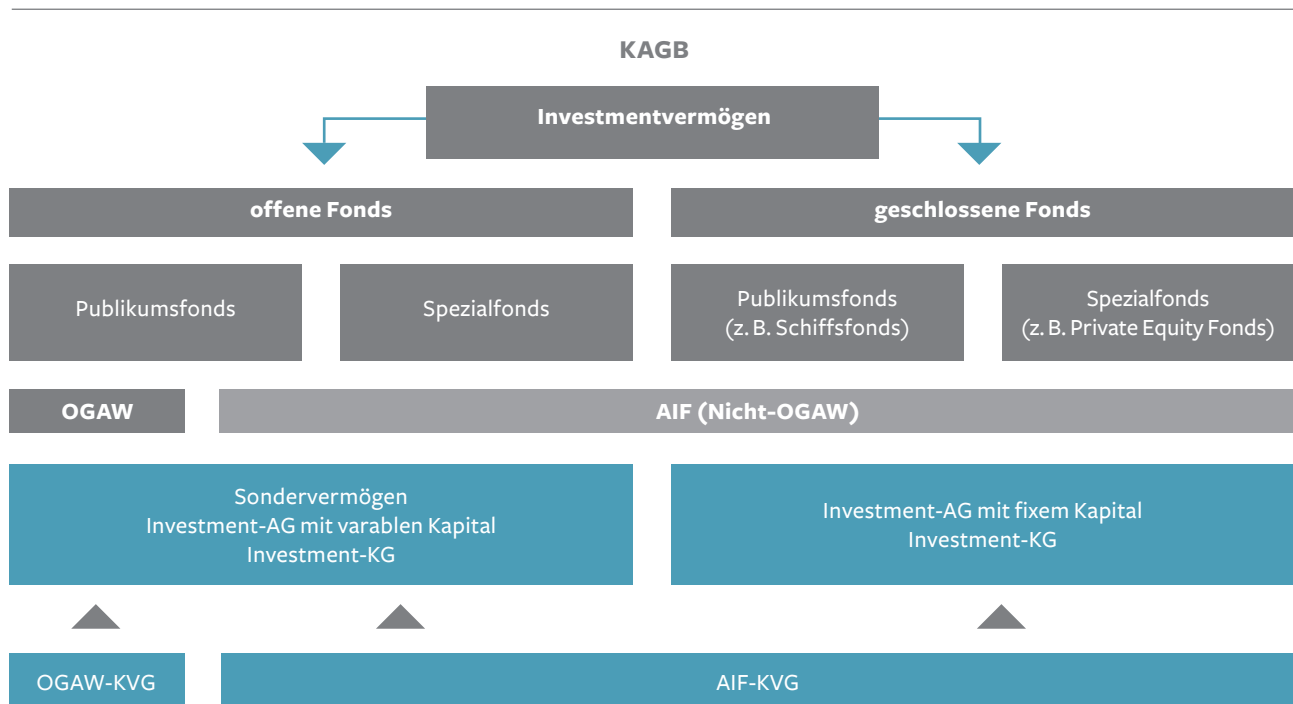 KAGB
Investmentvermögen
offene Fonds
geschlossene Fonds
Publikumsfonds
Spezialfonds
Publikumsfonds
(z. B. Schiffsfonds)
Spezialfonds
(z. B. Private Equity Fonds)
OGAW
AIF (Nicht-OGAW)
Sondervermögen
Investment-AG mit varablen Kapital
Investment-KG
Investment-AG mit fixem Kapital
Investment-KG
OGAW-KVG
AIF-KVG